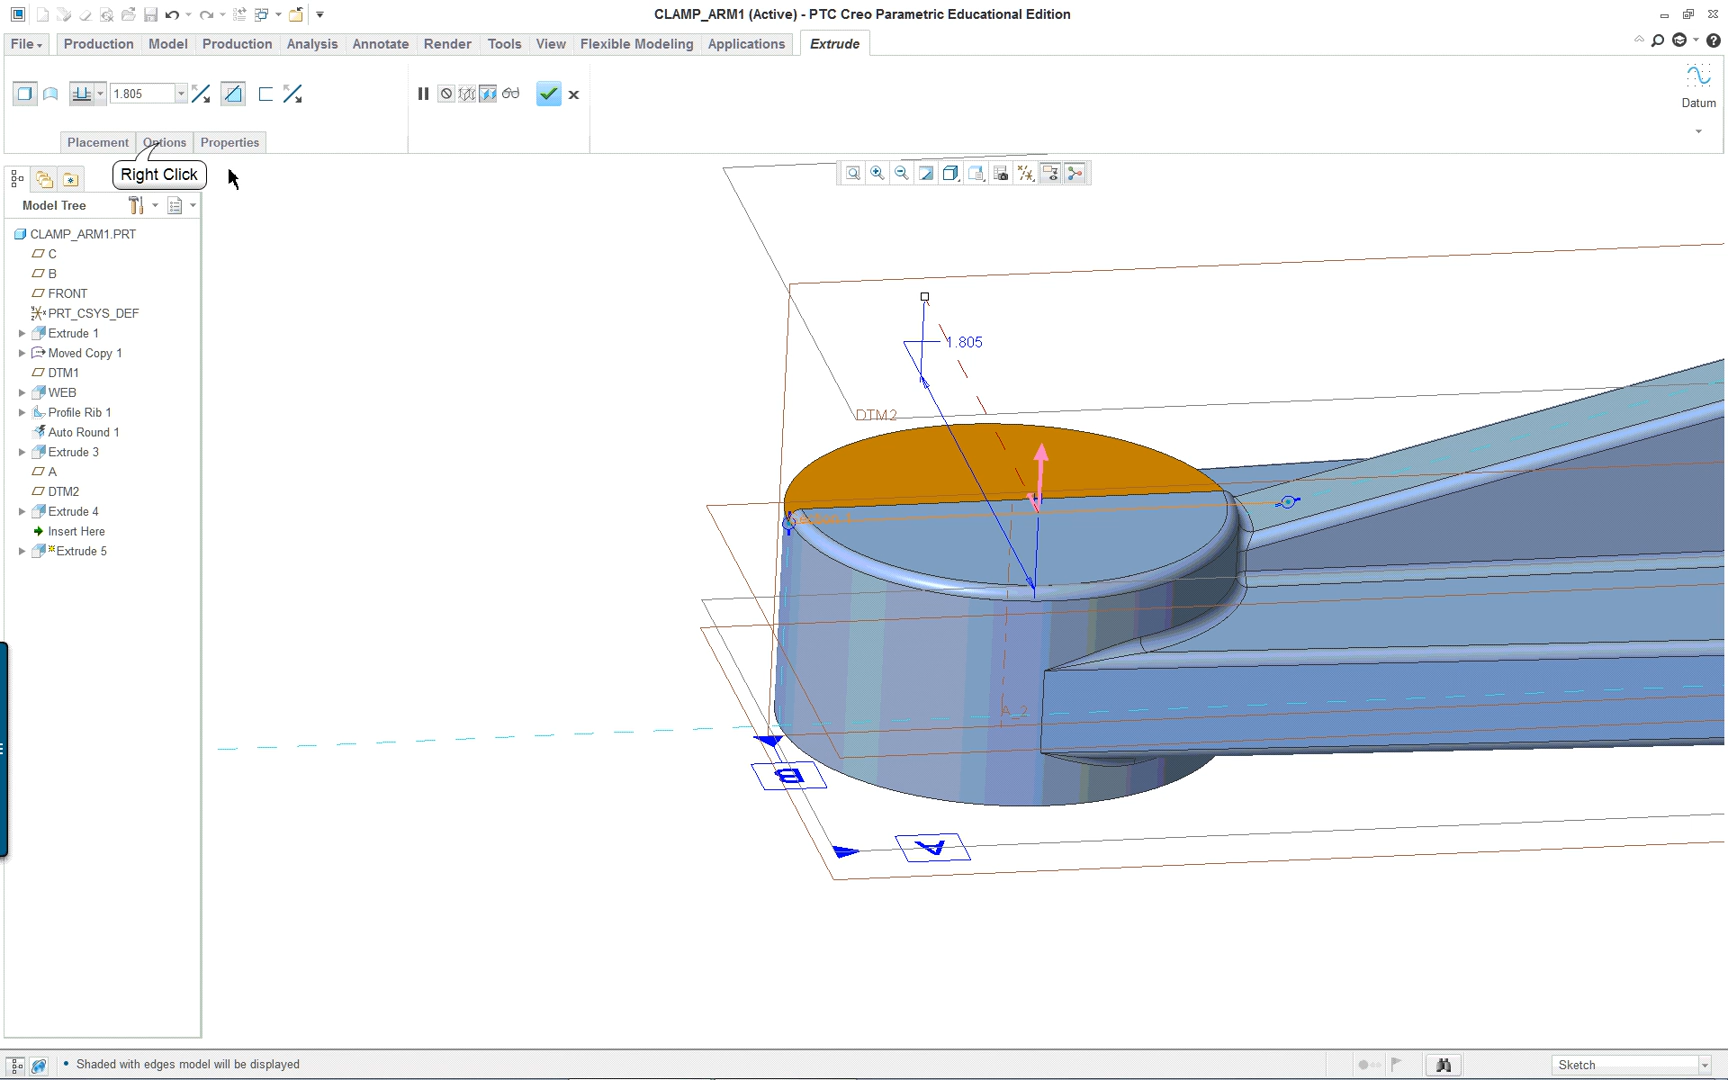 CLAMP_ARM1 (Active) - PTC Creo Parametric Educational Edition
File Production Model Production Analysis Annotate Render Tools View Flexible Modeling Applications Extrude
1.805
Datum
Placement Options Properties
Right Click
Model Tree
CLAMP_ARM1.PRT
C
B
FRONT
PRT_CSYS_DEF
Extrude 1
Moved Copy 1
DTM1
WEB
Profile Rib 1
Auto Round 1
Extrude 3
A
DTM2
Extrude 4
Insert Here
Extrude 5
1.805
DTM2
A_2
B
A
Shaded with edges model will be displayed
Sketch